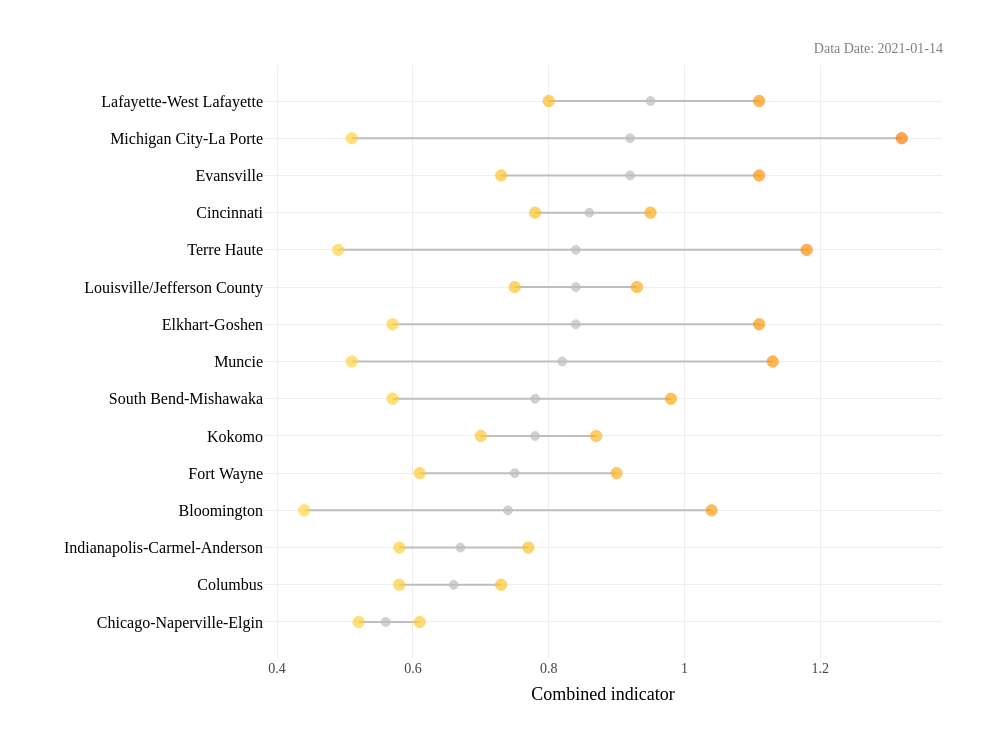 Data Date: 2021-01-14
Lafayette-West Lafayette
Michigan City-La Porte
Evansville
Cincinnati
Terre Haute
Louisville/Jefferson County
Elkhart-Goshen
Muncie
South Bend-Mishawaka
Kokomo
Fort Wayne
Bloomington
Indianapolis-Carmel-Anderson
Columbus
Chicago-Naperville-Elgin
0.4 0.6 0.8 1 1.2
Combined indicator